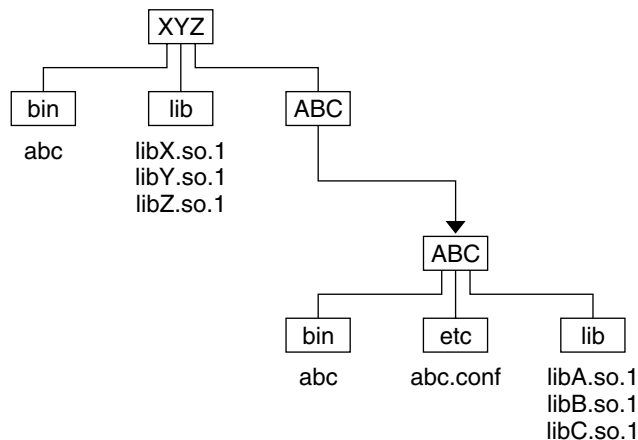 XYZ
bin lib ABC
abc libX.so.1
libY.so.1
libZ.so.1
ABC
bin etc lib
abc abc.conf libA.so.1
libB.so.1
libC.so.1